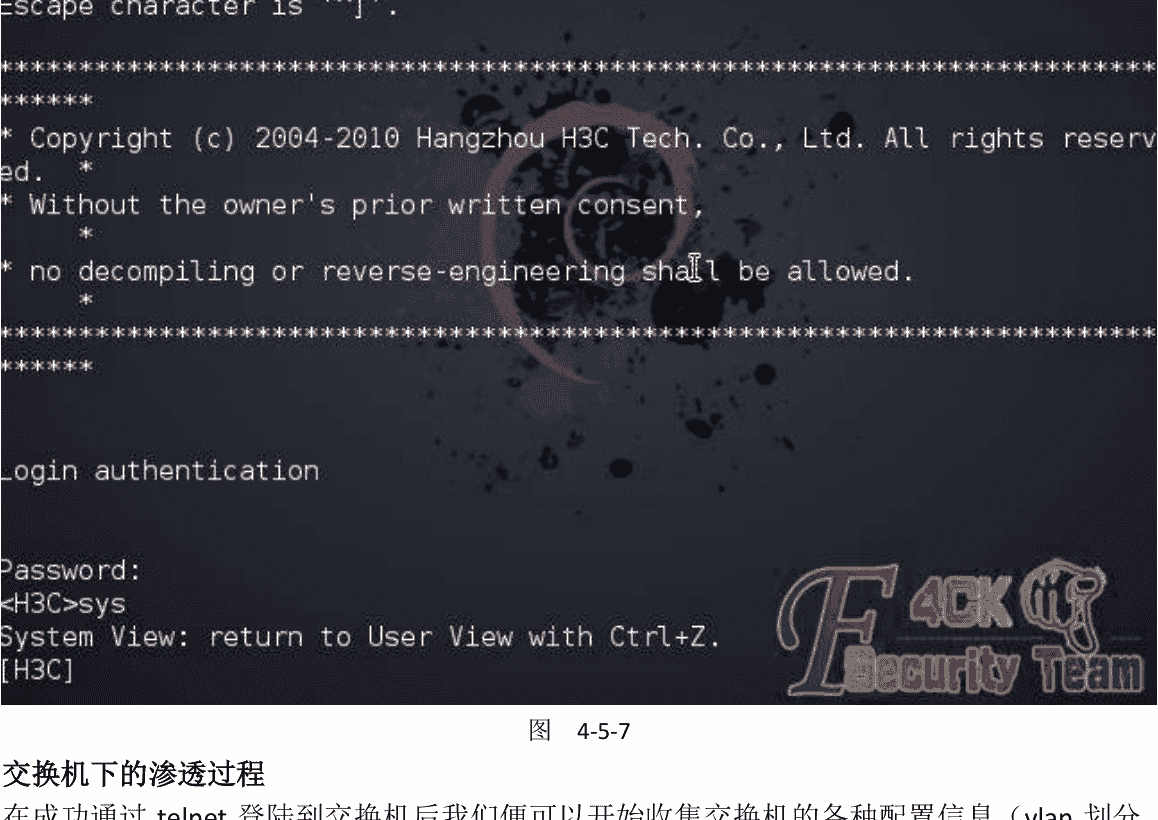 Escape character is '^]'.
******************************************************************************
******
* Copyright (c) 2004-2010 Hangzhou H3C Tech. Co., Ltd. All rights reserv
ed.   *
* Without the owner's prior written consent,
*
* no decompiling or reverse-engineering shall be allowed.
*
******************************************************************************
******
Login authentication
Password:
<H3C>sys
System View: return to User View with Ctrl+Z.
[H3C]
F4CK
Security Team
图 4-5-7
交换机下的渗透过程
在成功通过 telnet 登陆到交换机后我们便可以开始收集交换机的各种配置信息（vlan 划分